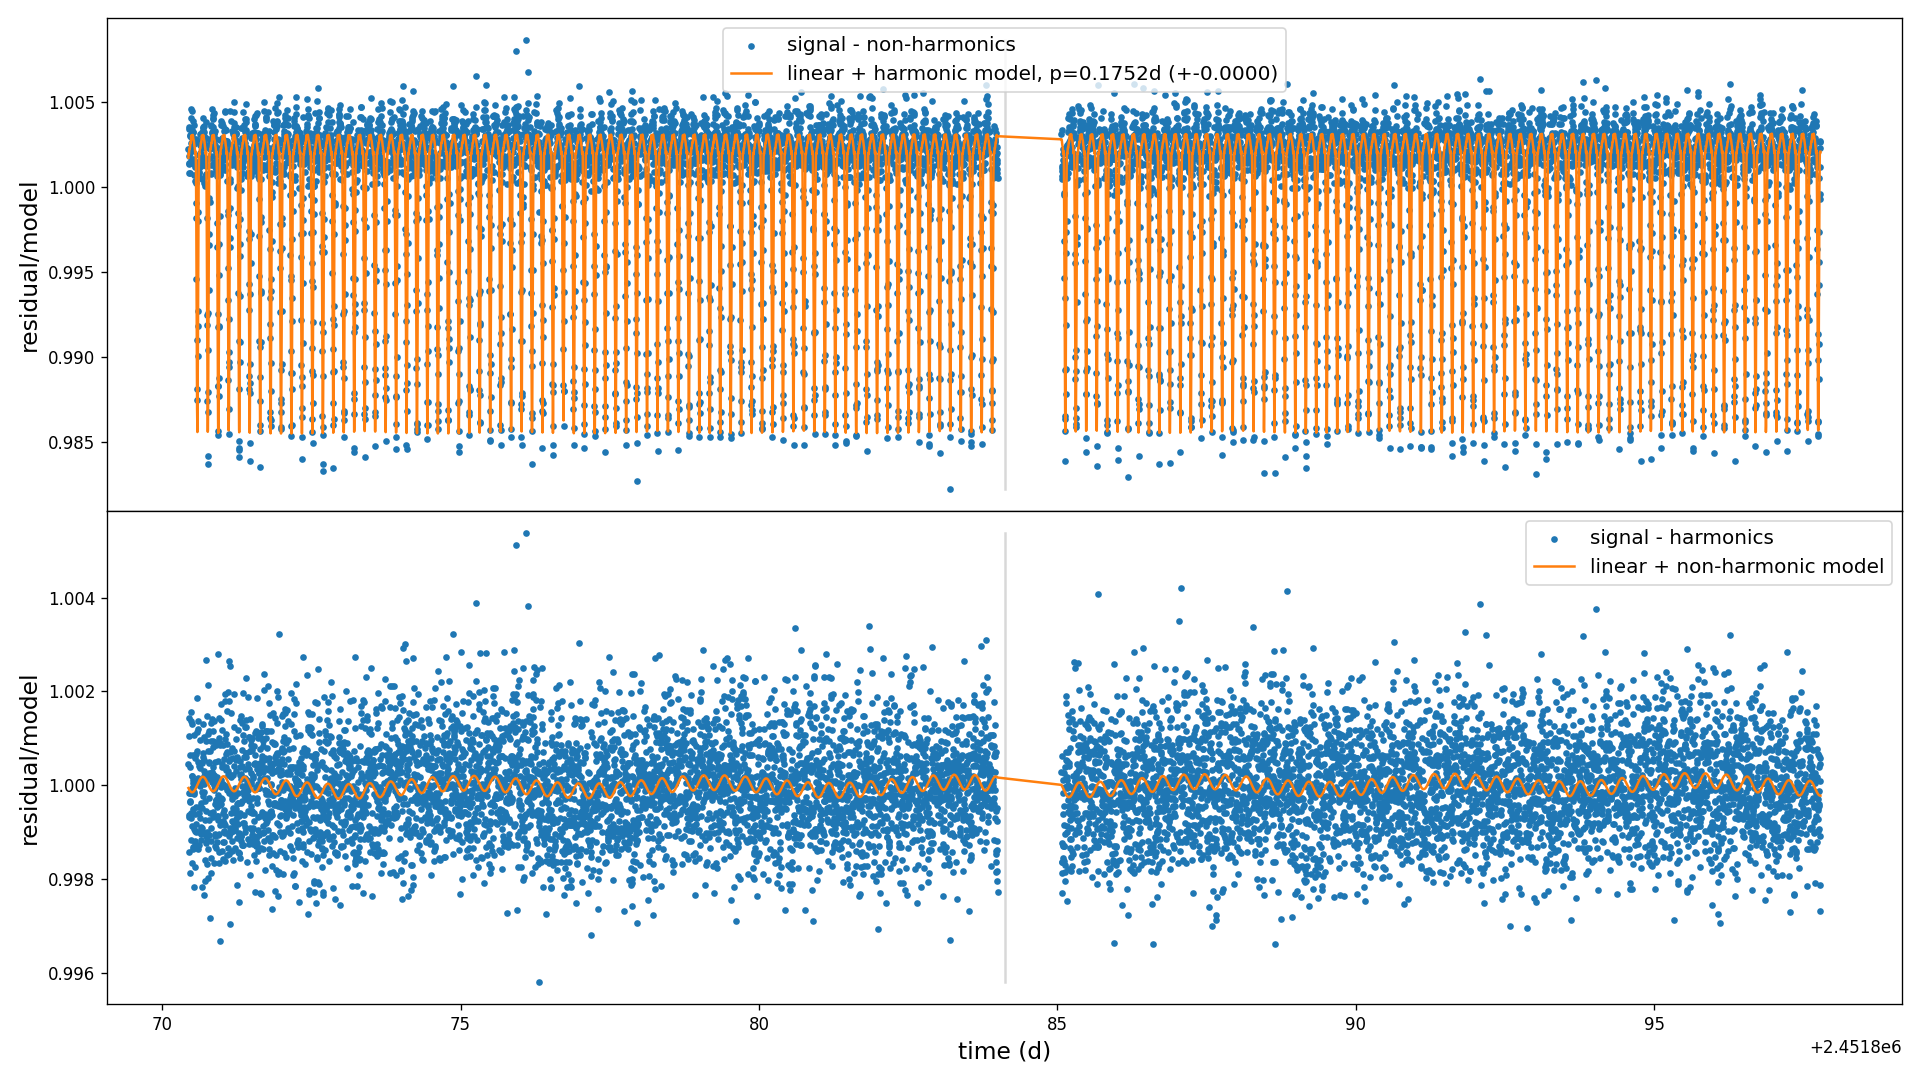 signal - non-harmonics
linear + harmonic model, p=0.1752d (+-0.0000)
1.005
1.000
0.995
0.990
0.985
residual/model
signal - harmonics
linear + non-harmonic model
1.004
1.002
1.000
0.998
0.996
residual/model
70
75
80
85
90
95
time (d)
+2.4518e6